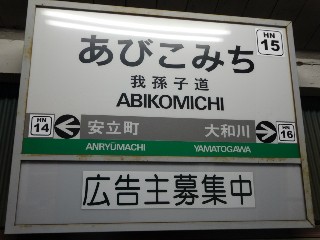 あびこみち
HN
15
我孫子道
ABIKOMICHI
HN
14
安立町
大和川
HN
16
ANRYŪMACHI
YAMATOGAWA
広告主募集中